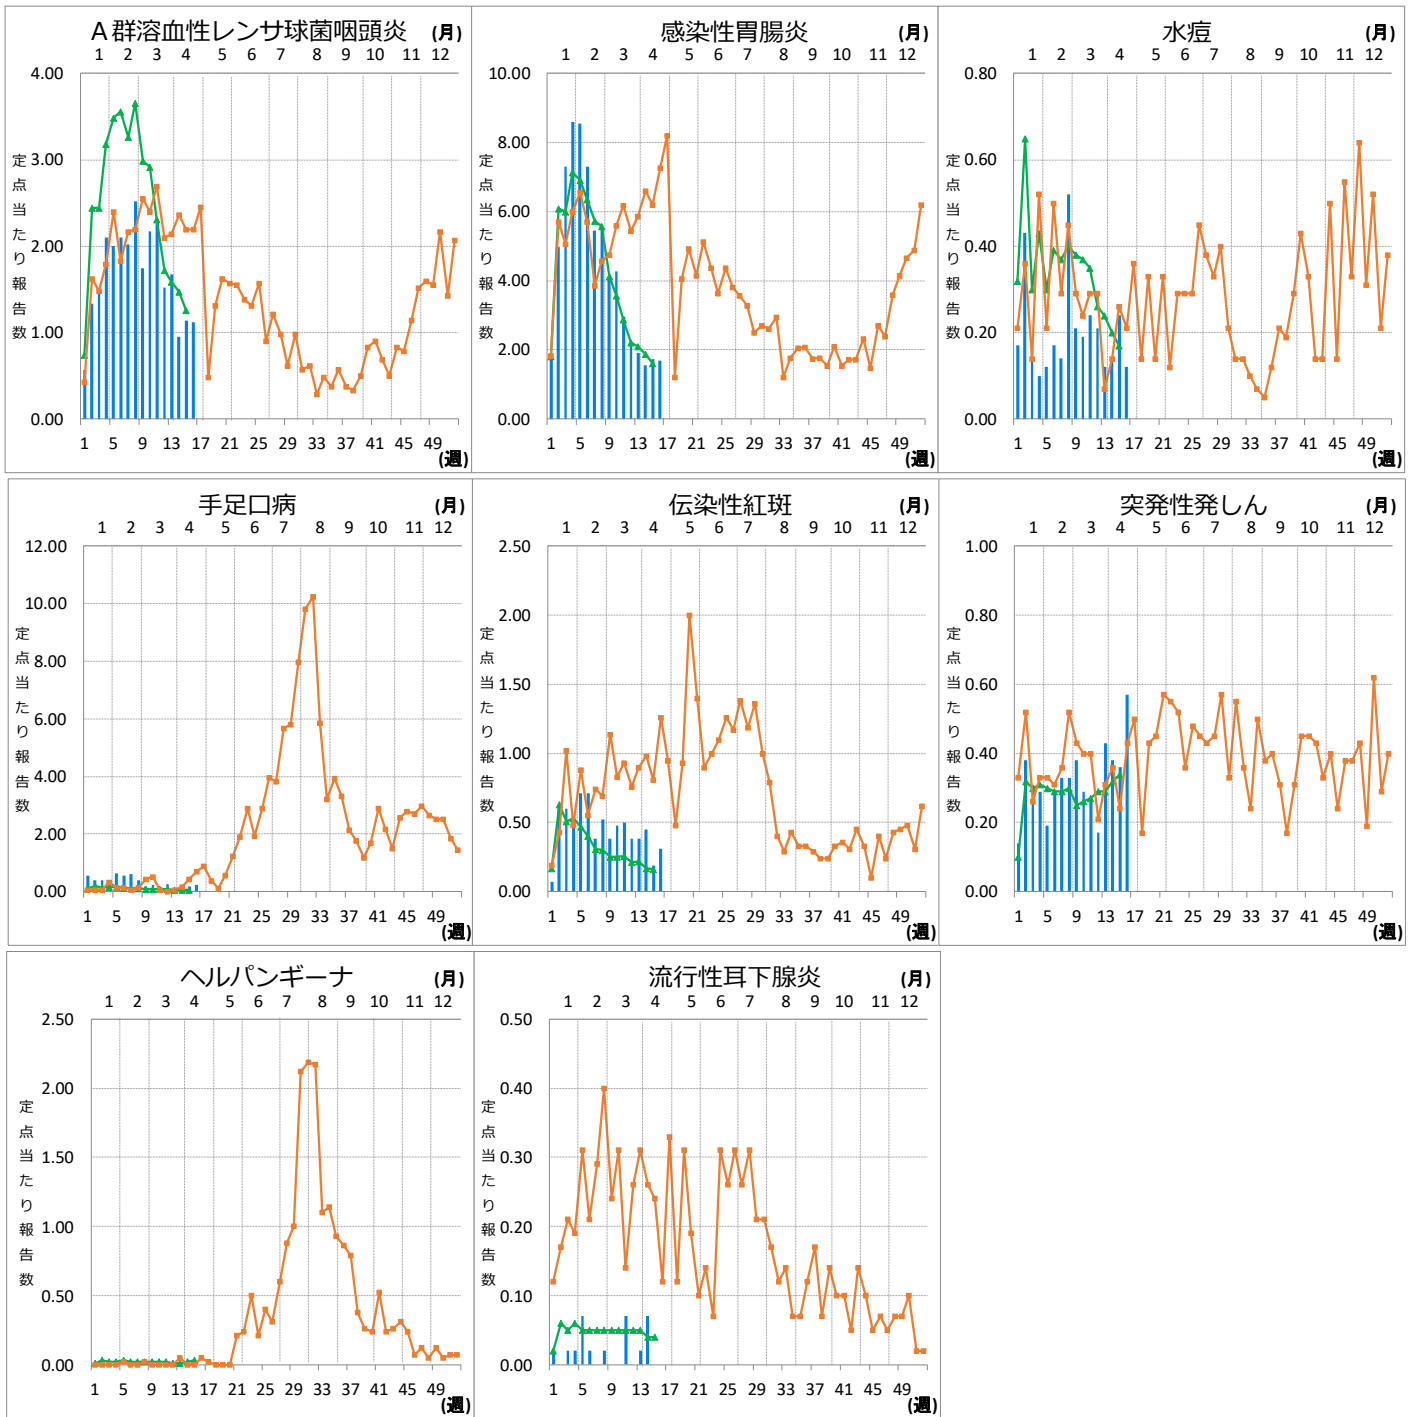 Ａ群溶血性レンサ球菌咽頭炎 (月)
1 2 3 4 5 6 7 8 9 10 11 12
4.00
3.00
2.00
1.00
0.00
定点当たり報告数
1 5 9 13 17 21 25 29 33 37 41 45 49
(週)
感染性胃腸炎 (月)
1 2 3 4 5 6 7 8 9 10 11 12
10.00
8.00
6.00
4.00
2.00
0.00
定点当たり報告数
1 5 9 13 17 21 25 29 33 37 41 45 49
(週)
水痘 (月)
1 2 3 4 5 6 7 8 9 10 11 12
0.80
0.60
0.40
0.20
0.00
定点当たり報告数
1 5 9 13 17 21 25 29 33 37 41 45 49
(週)
手足口病 (月)
1 2 3 4 5 6 7 8 9 10 11 12
12.00
10.00
8.00
6.00
4.00
2.00
0.00
定点当たり報告数
1 5 9 13 17 21 25 29 33 37 41 45 49
(週)
伝染性紅斑 (月)
1 2 3 4 5 6 7 8 9 10 11 12
2.50
2.00
1.50
1.00
0.50
0.00
定点当たり報告数
1 5 9 13 17 21 25 29 33 37 41 45 49
(週)
突発性発しん (月)
1 2 3 4 5 6 7 8 9 10 11 12
1.00
0.80
0.60
0.40
0.20
0.00
定点当たり報告数
1 5 9 13 17 21 25 29 33 37 41 45 49
(週)
ヘルパンギーナ (月)
1 2 3 4 5 6 7 8 9 10 11 12
2.50
2.00
1.50
1.00
0.50
0.00
定点当たり報告数
1 5 9 13 17 21 25 29 33 37 41 45 49
(週)
流行性耳下腺炎 (月)
1 2 3 4 5 6 7 8 9 10 11 12
0.50
0.40
0.30
0.20
0.10
0.00
定点当たり報告数
1 5 9 13 17 21 25 29 33 37 41 45 49
(週)